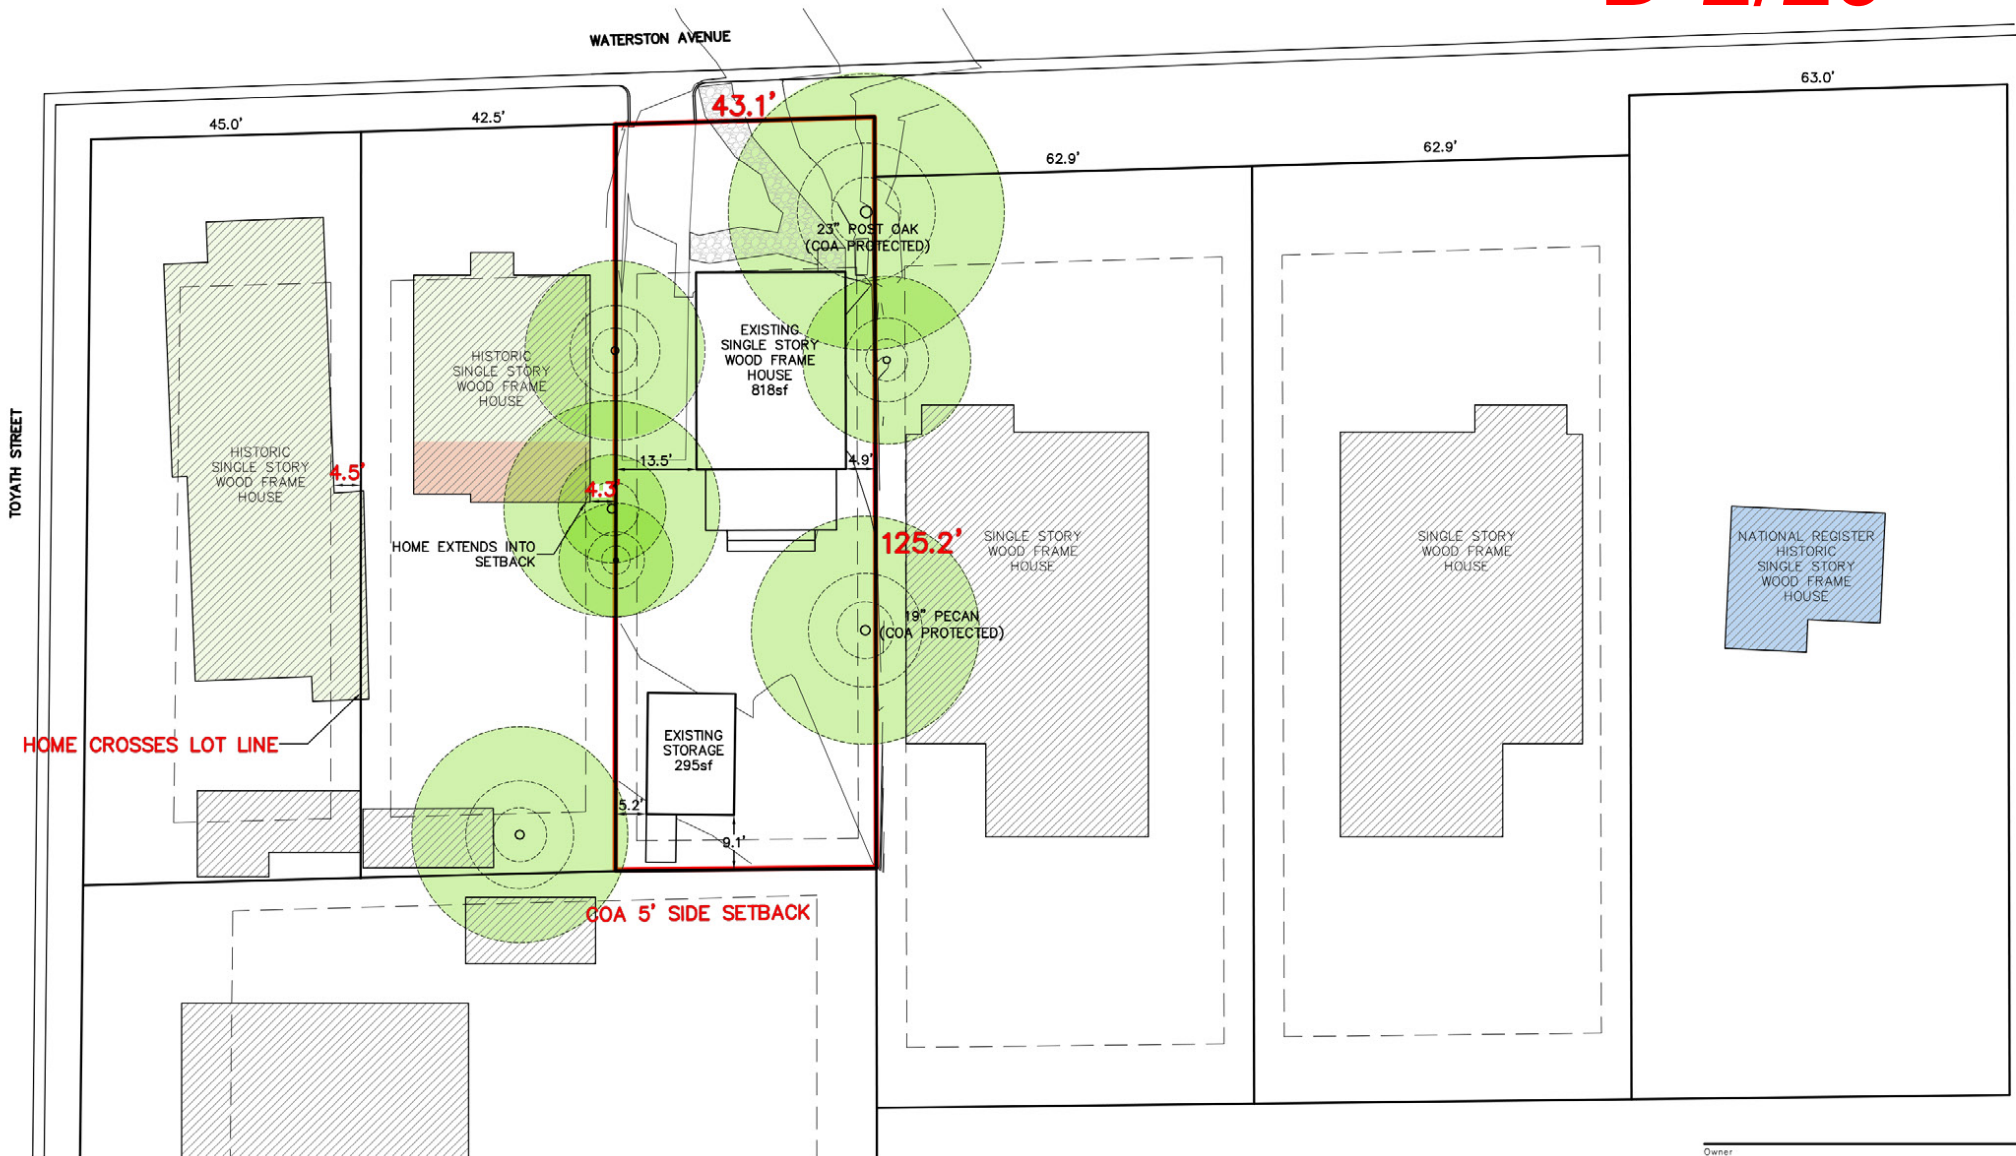 WATERSTON AVENUE
63.0'
43.1'
45.0'
42.5'
62.9'
62.9'
23" POST OAK
(COA PROTECTED)
EXISTING
SINGLE STORY
WOOD FRAME
HOUSE
818sf
HISTORIC
SINGLE STORY
WOOD FRAME
HOUSE
TOYATH STREET
HISTORIC
SINGLE STORY
WOOD FRAME
HOUSE
4.5'
13.5'
4.9'
4.3'
HOME EXTENDS INTO
SETBACK
125.2'
SINGLE STORY
WOOD FRAME
HOUSE
SINGLE STORY
WOOD FRAME
HOUSE
NATIONAL REGISTER
HISTORIC
SINGLE STORY
WOOD FRAME
HOUSE
19" PECAN
(COA PROTECTED)
HOME CROSSES LOT LINE
EXISTING
STORAGE
295sf
5.2'
9.1'
COA 5' SIDE SETBACK
Owner